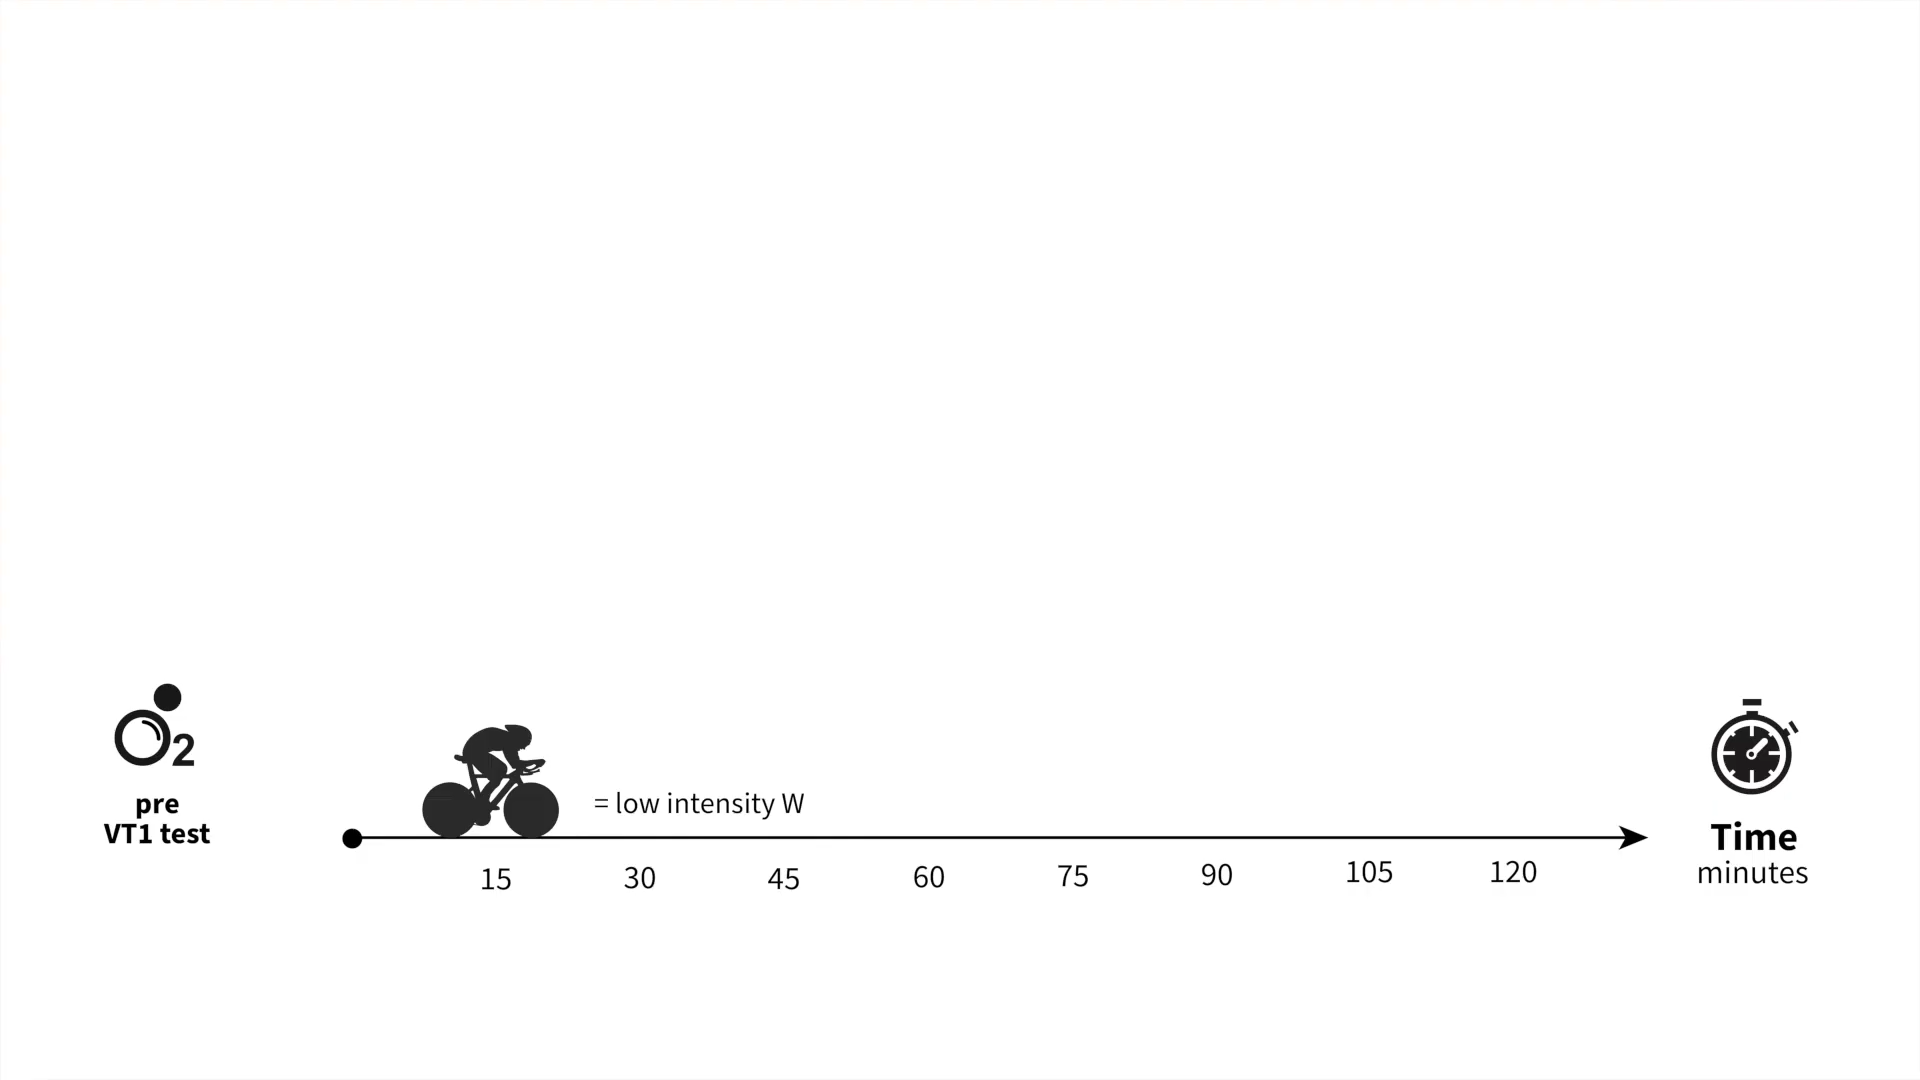 O2
pre
VT1 test
= low intensity W
15 30 45 60 75 90 105 120
Time
minutes